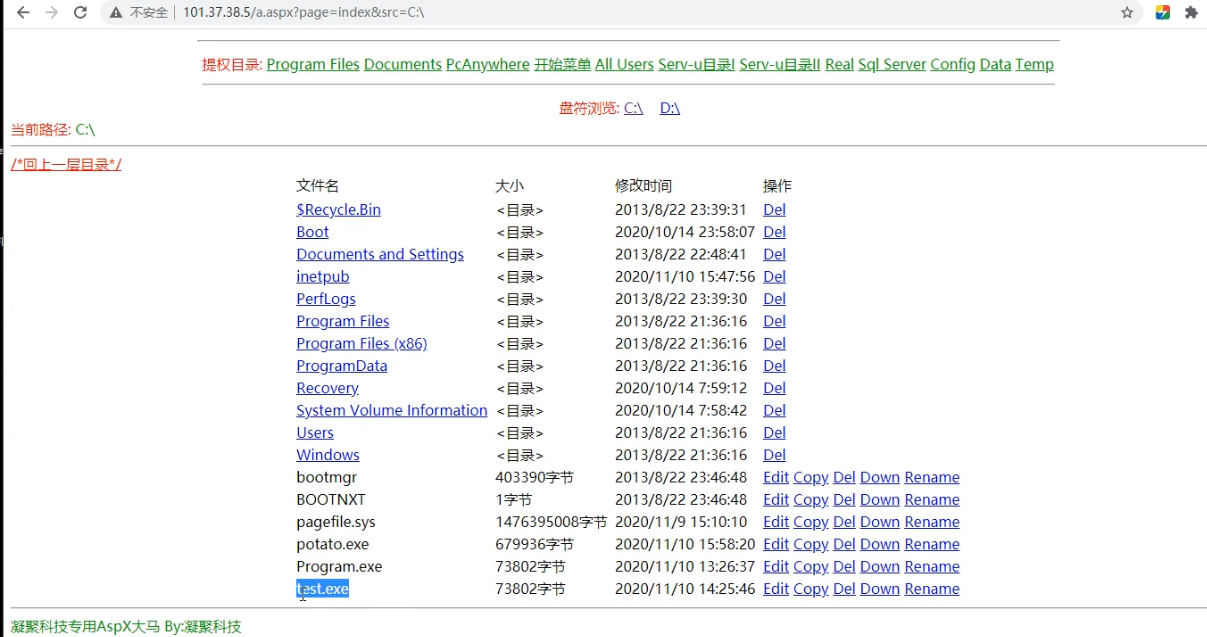 不安全 101.37.38.5/a.aspx?page=index&src=C:\
提权目录: Program Files Documents PcAnywhere 开始菜单 All Users Serv-u目录I Serv-u目录II Real Sql Server Config Data Temp
盘符浏览: C:\ D:\
当前路径: C:\
/*回上一层目录*/
文件名 大小 修改时间 操作
$Recycle.Bin <目录> 2013/8/22 23:39:31 Del
Boot <目录> 2020/10/14 23:58:07 Del
Documents and Settings <目录> 2013/8/22 22:48:41 Del
inetpub <目录> 2020/11/10 15:47:56 Del
PerfLogs <目录> 2013/8/22 23:39:30 Del
Program Files <目录> 2013/8/22 21:36:16 Del
Program Files (x86) <目录> 2013/8/22 21:36:16 Del
ProgramData <目录> 2013/8/22 21:36:16 Del
Recovery <目录> 2020/10/14 7:59:12 Del
System Volume Information <目录> 2020/10/14 7:58:42 Del
Users <目录> 2013/8/22 21:36:16 Del
Windows <目录> 2013/8/22 21:36:16 Del
bootmgr 403390字节 2013/8/22 23:46:48 Edit Copy Del Down Rename
BOOTNXT 1字节 2013/8/22 23:46:48 Edit Copy Del Down Rename
pagefile.sys 1476395008字节 2020/11/9 15:10:10 Edit Copy Del Down Rename
potato.exe 679936字节 2020/11/10 15:58:20 Edit Copy Del Down Rename
Program.exe 73802字节 2020/11/10 13:26:37 Edit Copy Del Down Rename
test.exe 73802字节 2020/11/10 14:25:46 Edit Copy Del Down Rename
凝聚科技专用AspX大马 By:凝聚科技